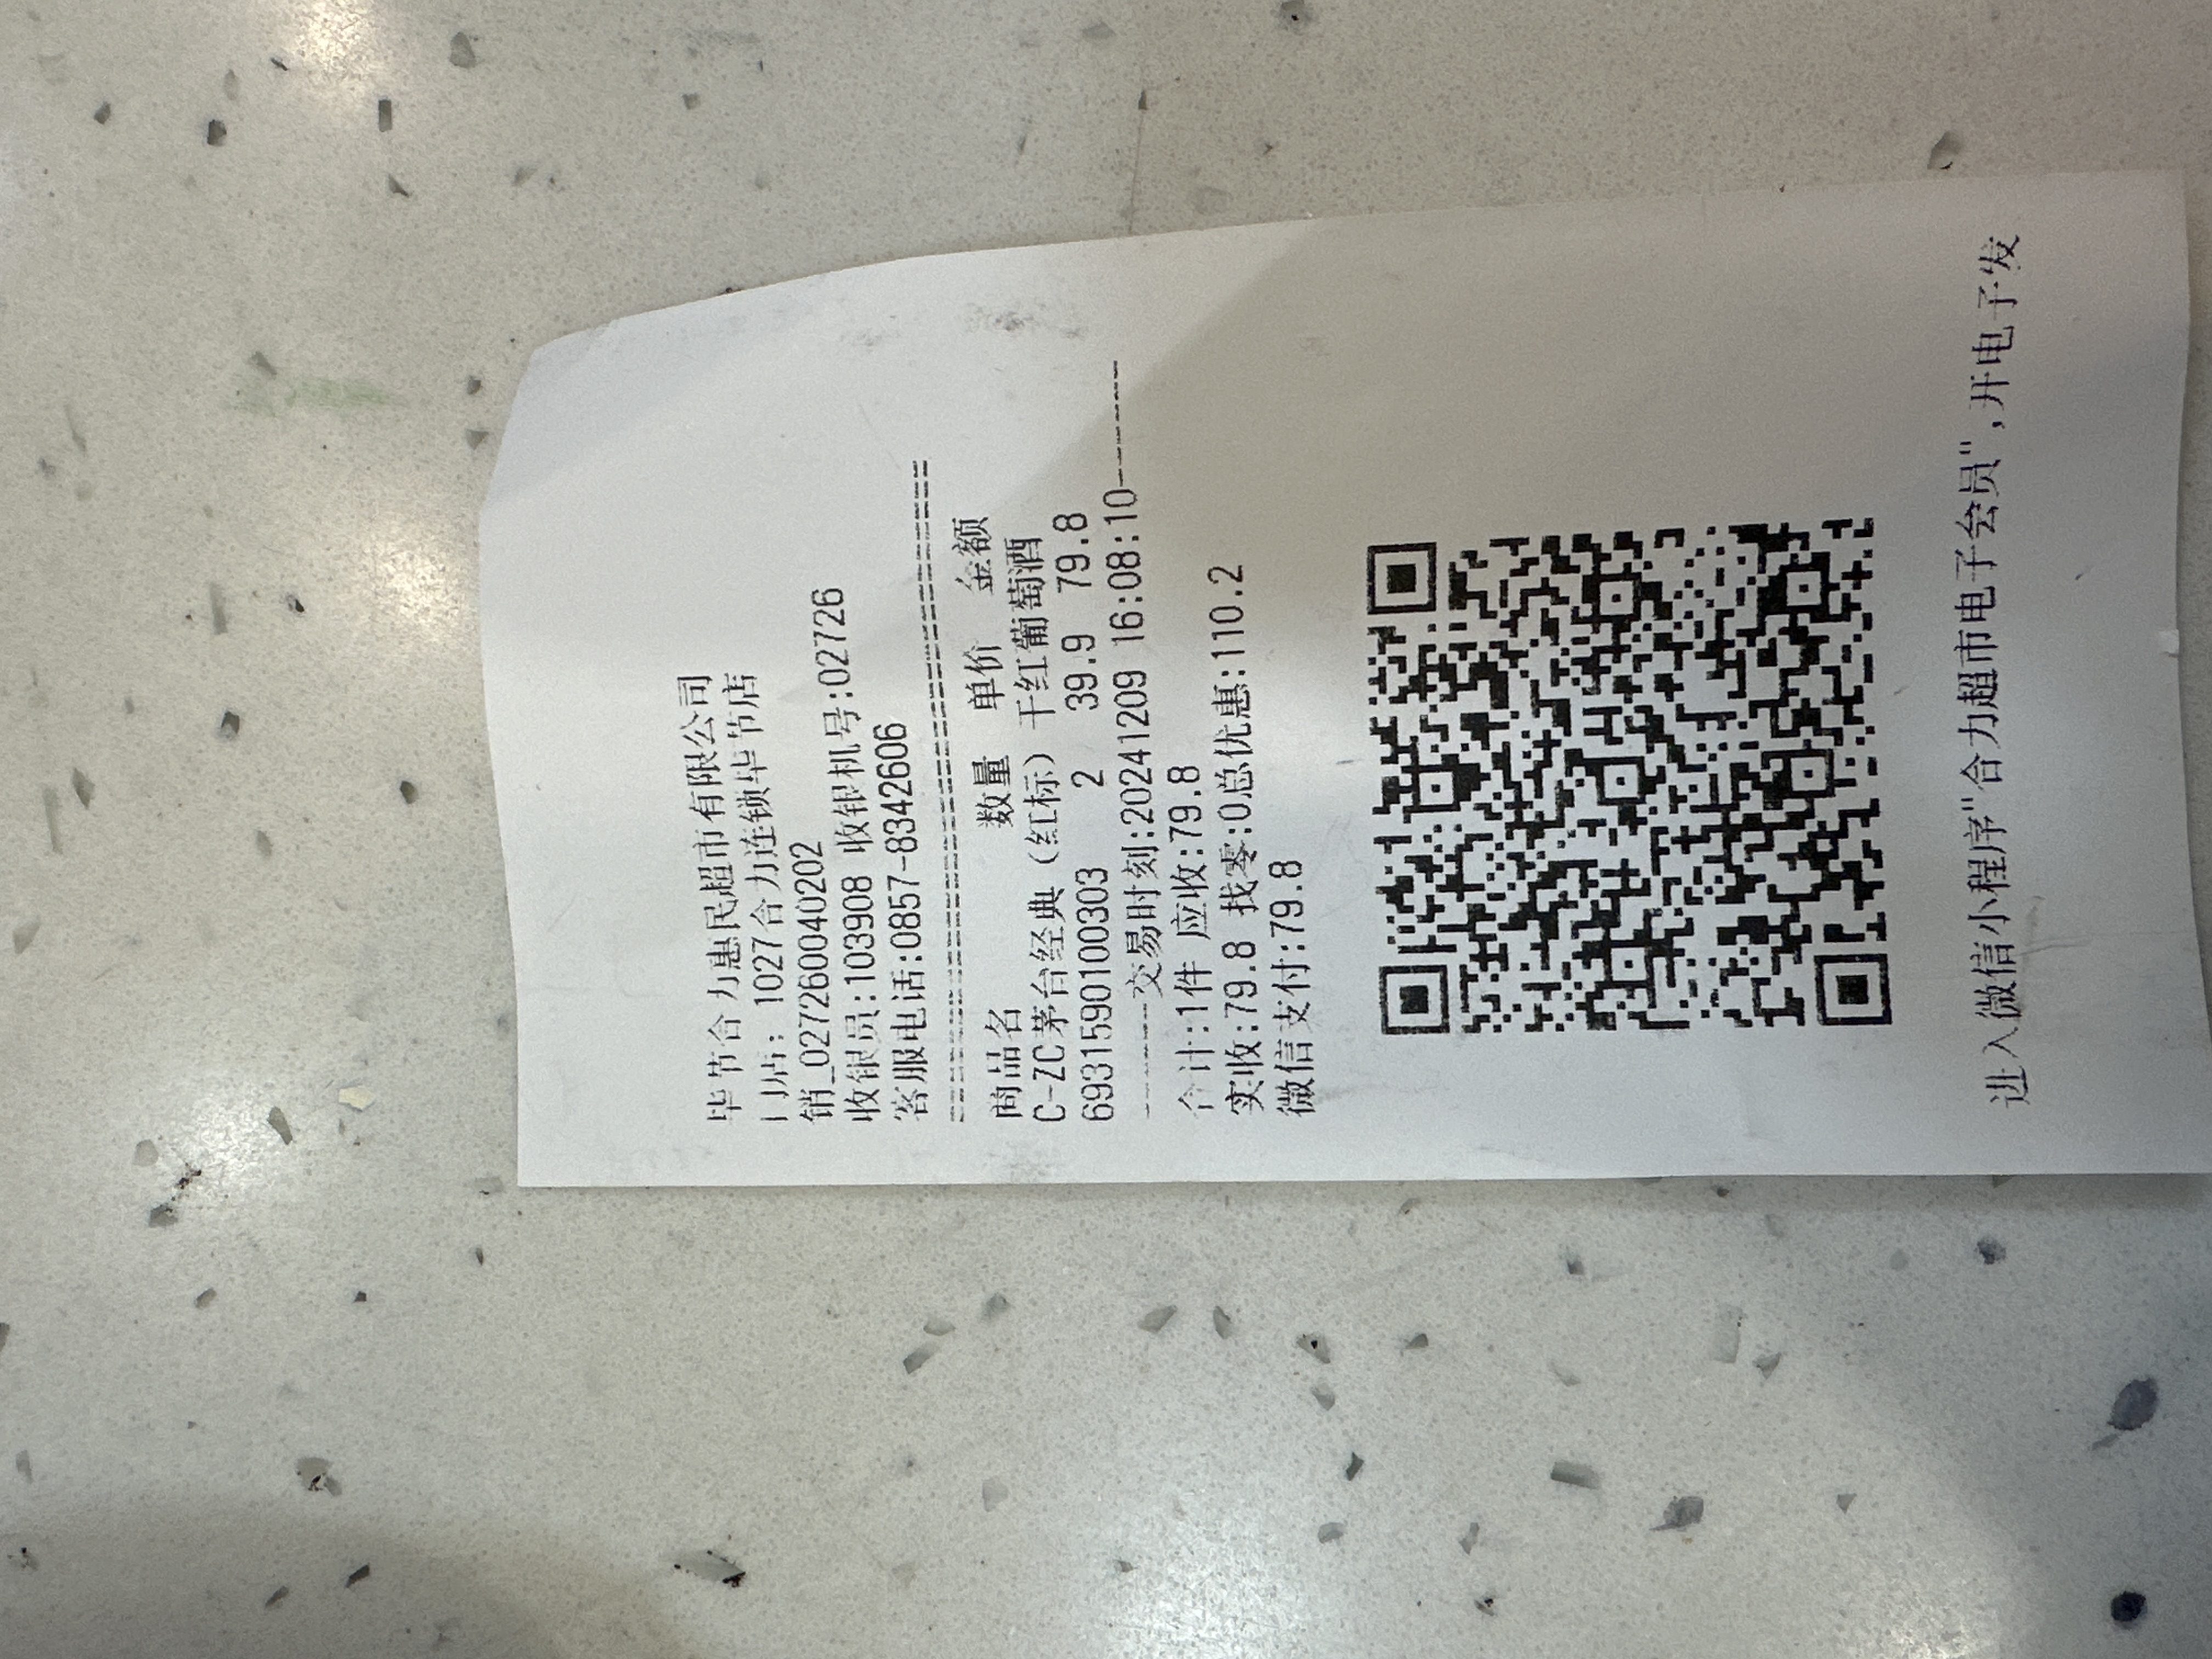 毕节合力惠民超市有限公司
门店: 1027合力连锁毕节店
销_0272600040202
收银员:103908 收银机号:02726
客服电话:0857-8342606
商品名 数量 单价 金额
C-ZC茅台经典（红标）干红葡萄酒
6931590100303 2 39.9 79.8
------交易时刻:20241209 16:08:10------
合计:1件 应收:79.8
实收:79.8 找零:0总优惠:110.2
微信支付:79.8
进入微信小程序"合力超市电子会员",开电子发